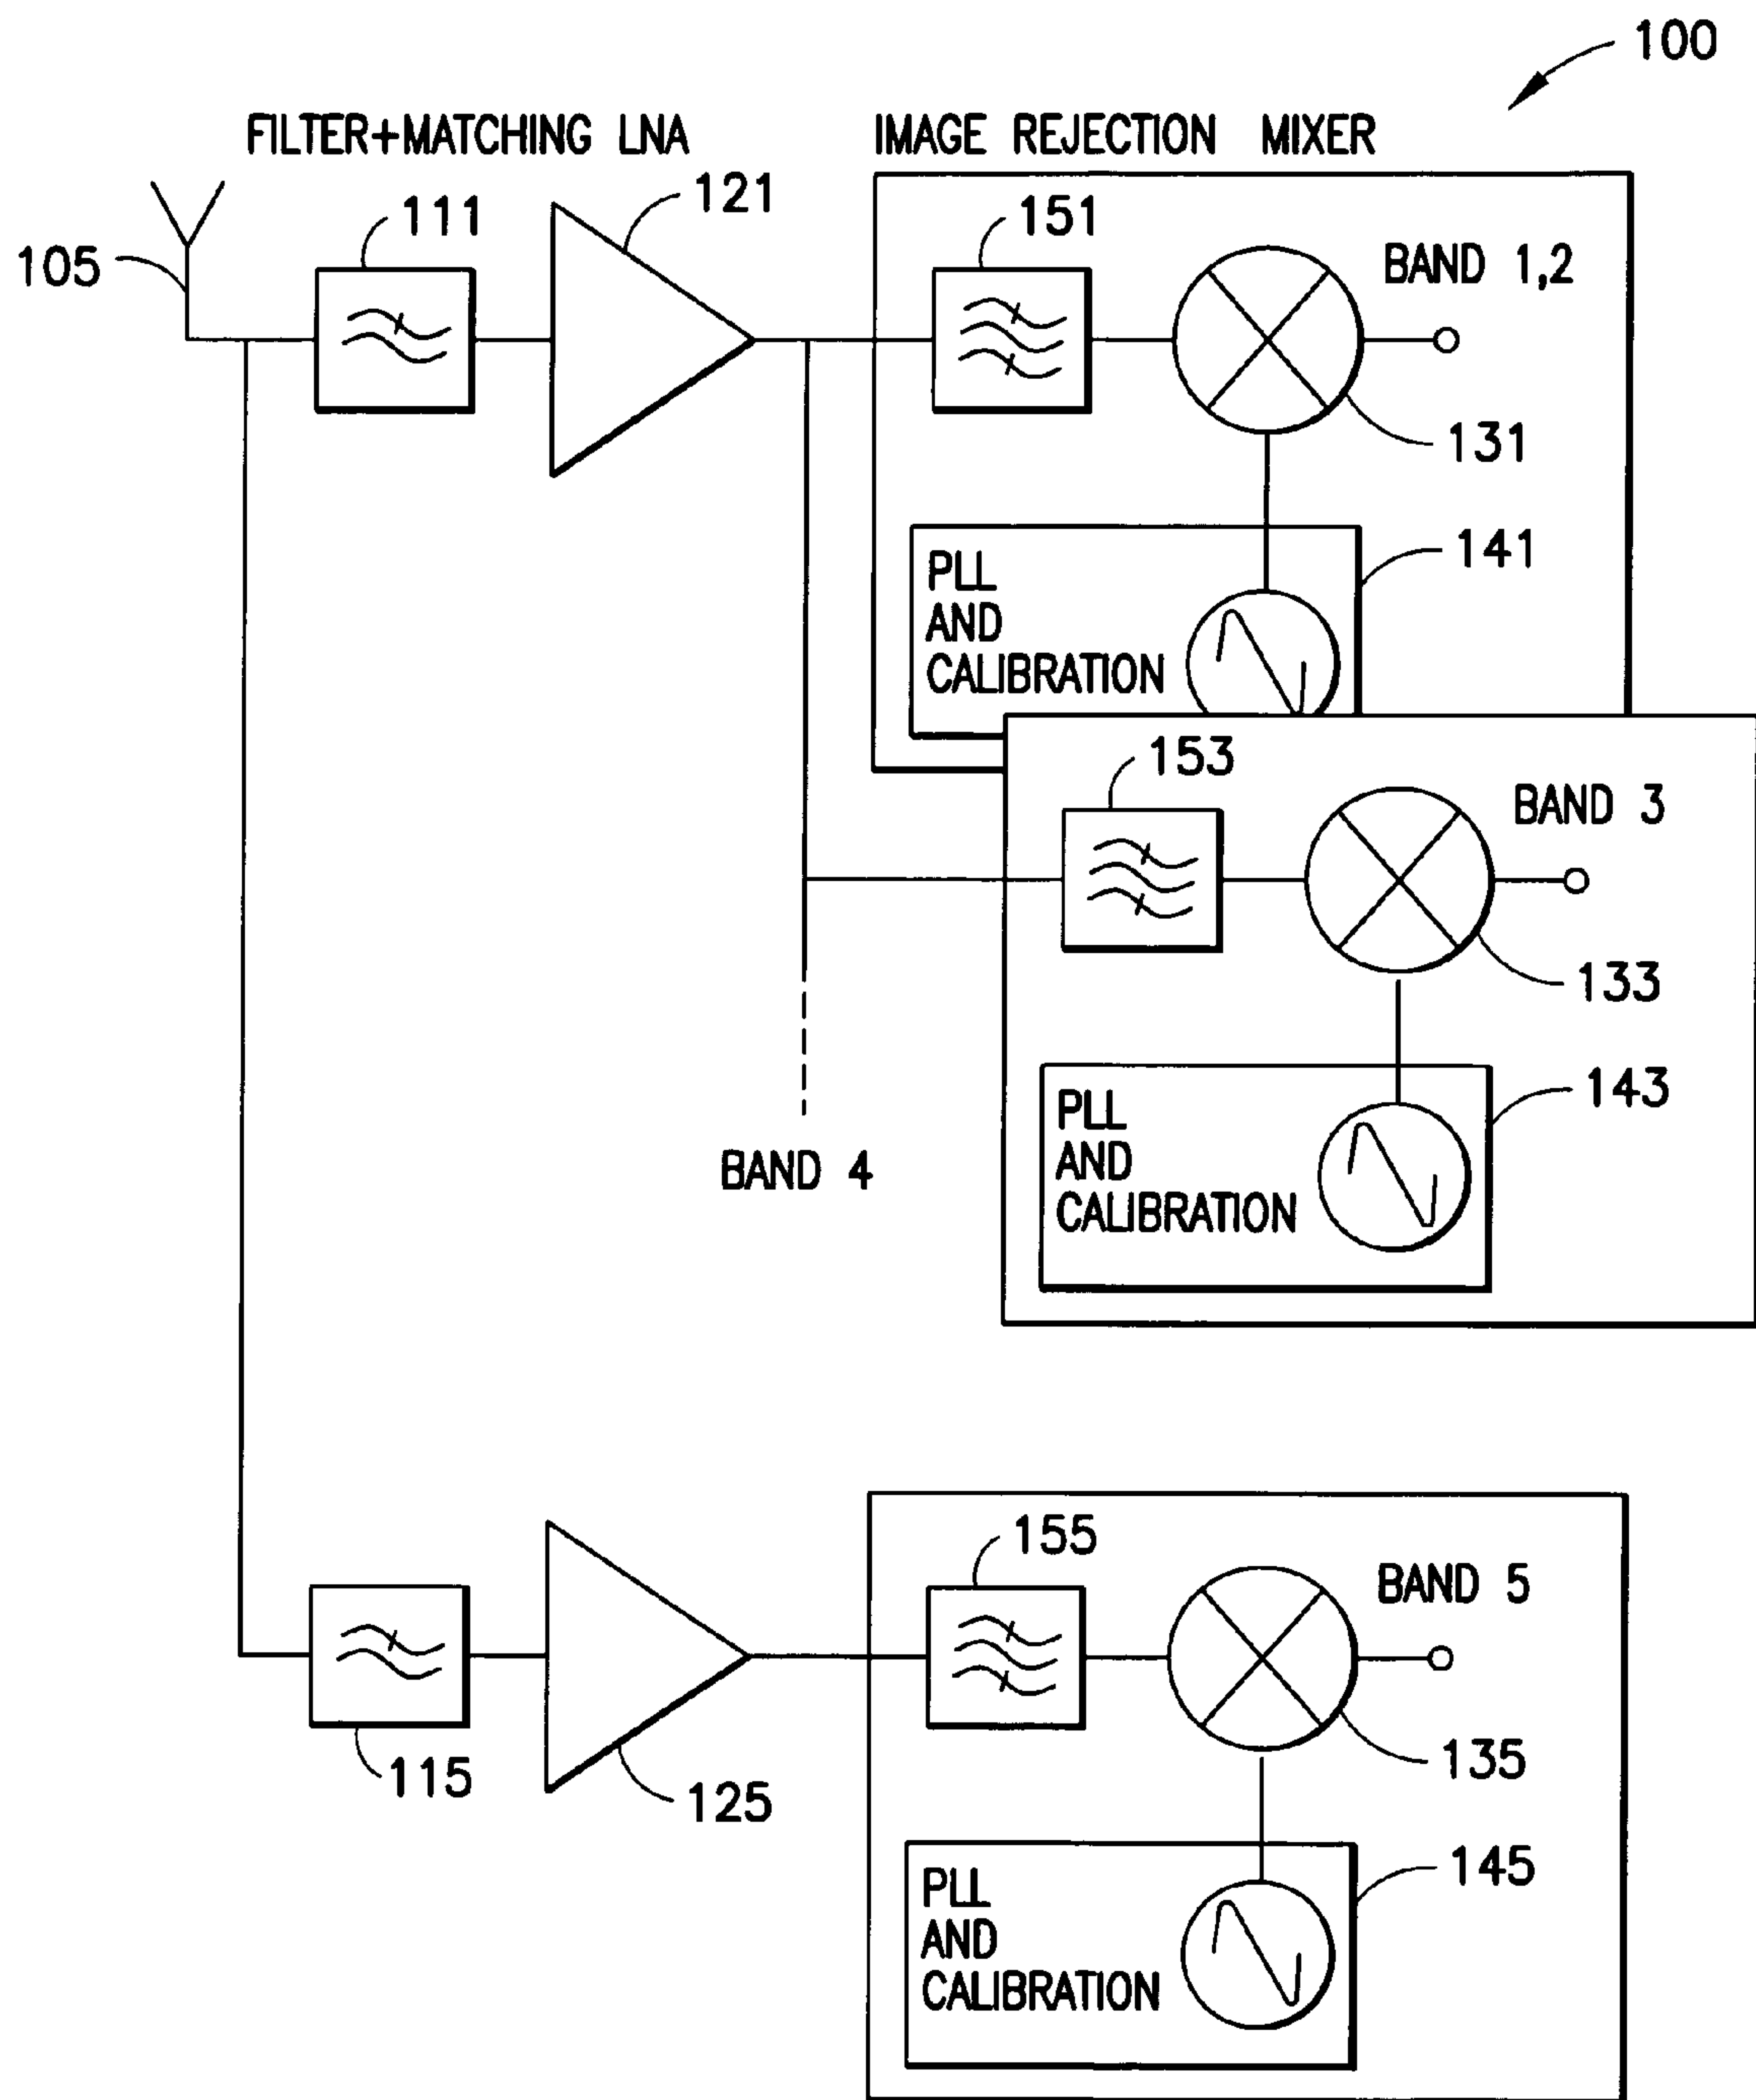 100
FILTER+MATCHING LNA
IMAGE REJECTION MIXER
105
111
121
151
BAND 1,2
131
PLL
AND
CALIBRATION
141
153
BAND 3
133
PLL
AND
CALIBRATION
143
BAND 4
155
BAND 5
115
125
135
PLL
AND
CALIBRATION
145